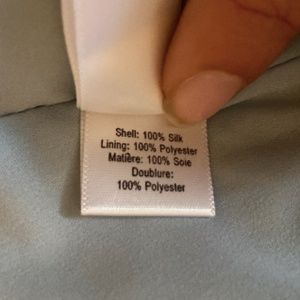 Shell: 100% Silk
Lining: 100% Polyester
Matière: 100% Soie
Doublure:
100% Polyester